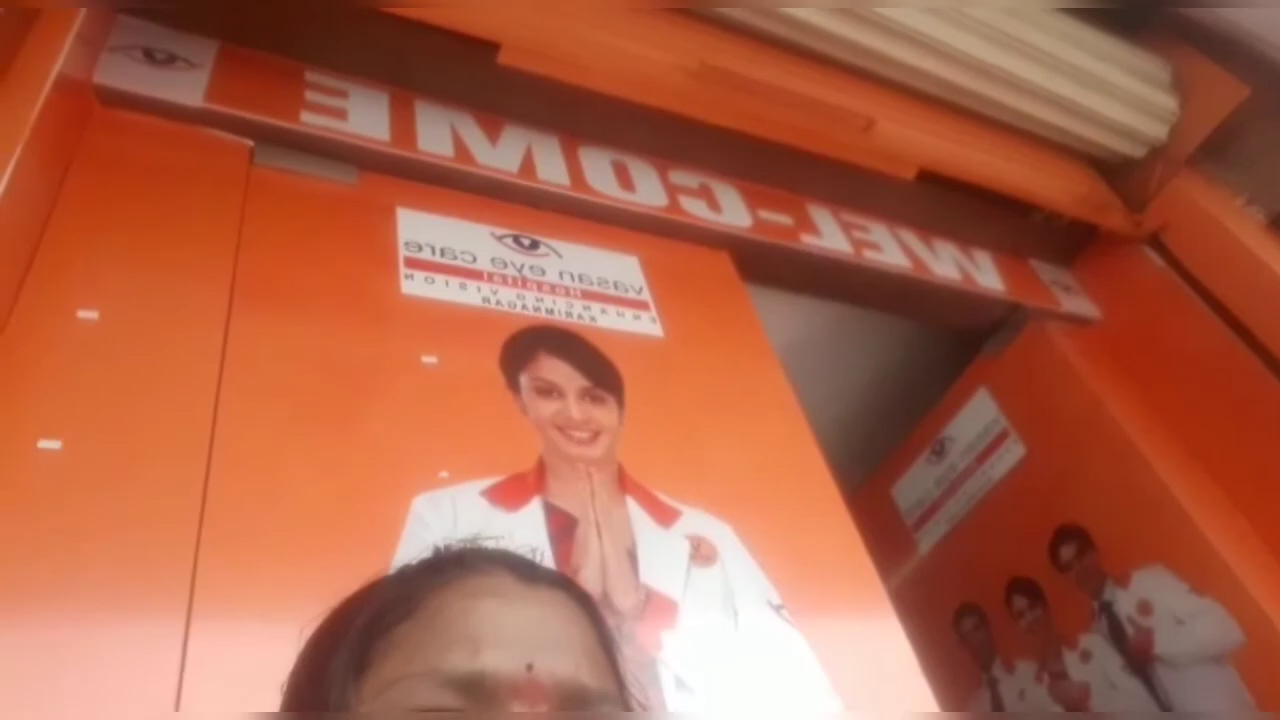 WEL-COME
vasan eye care
Hospital
ENHANCING VISION
KARIMNAGAR